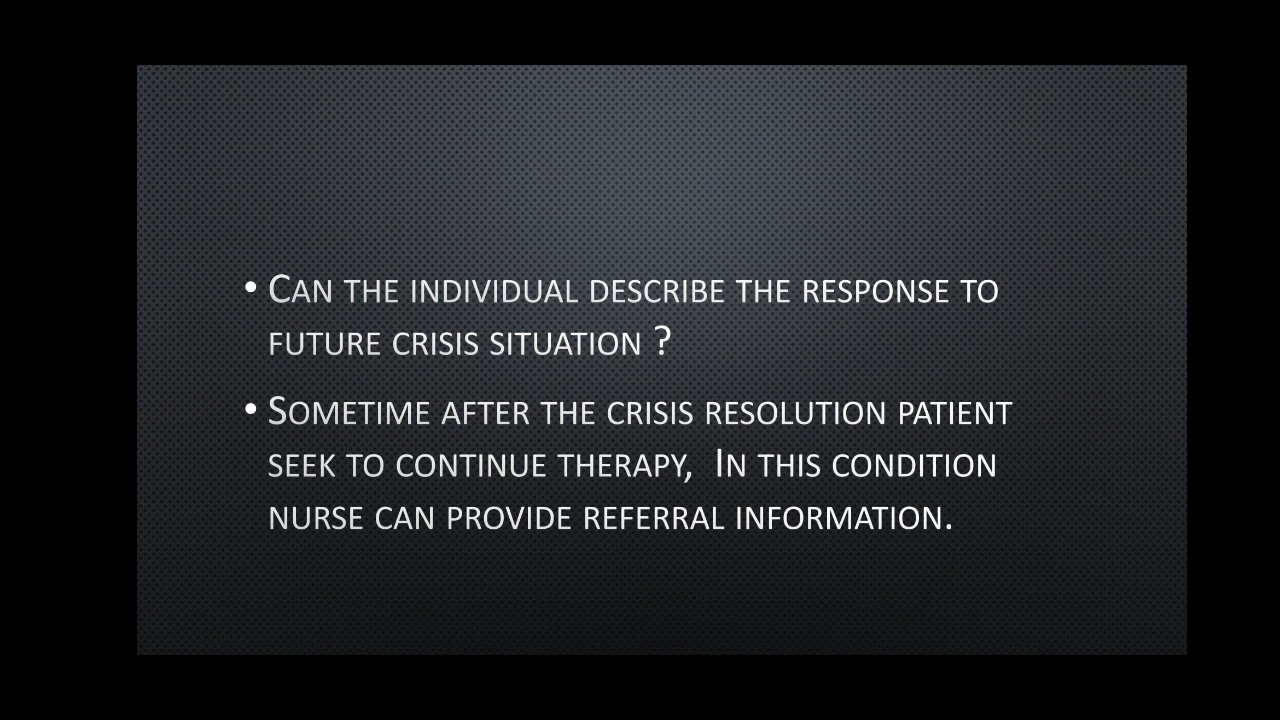 • Can the individual describe the response to
future crisis situation ?
• Sometime after the crisis resolution patient
seek to continue therapy,  In this condition
nurse can provide referral information.